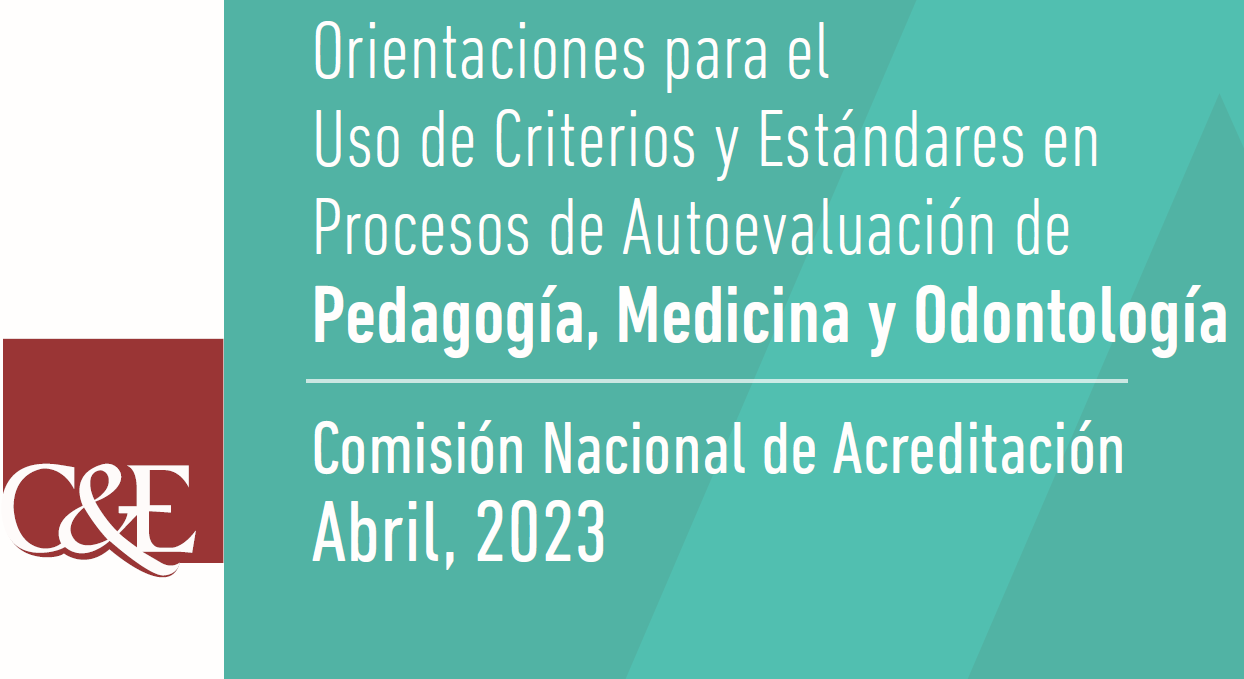 Orientaciones para el
Uso de Criterios y Estándares en
Procesos de Autoevaluación de
Pedagogía, Medicina y Odontología
Comisión Nacional de Acreditación
Abril, 2023
C&E